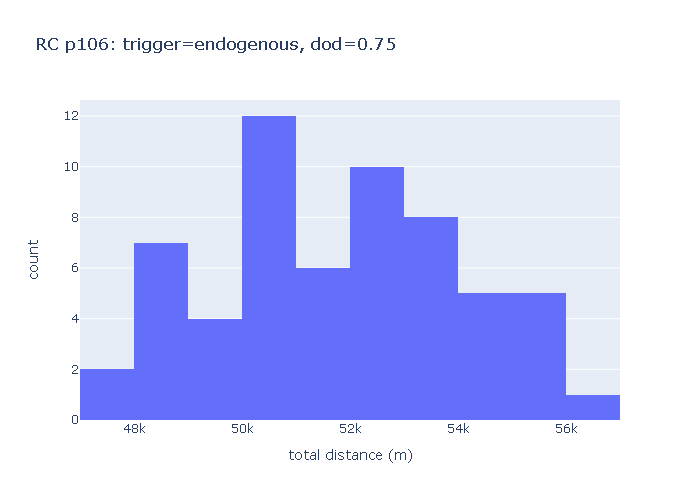 RC p106: trigger=endogenous, dod=0.75
12
10
8
6
4
2
0
count
48k
50k
52k
54k
56k
total distance (m)